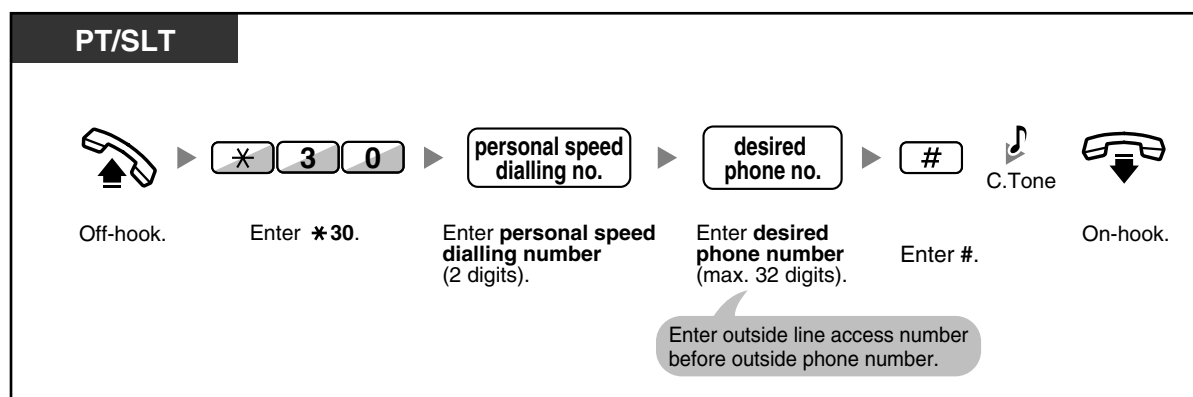 PT/SLT
✳ 3 0
personal speed
dialling no.
desired
phone no.
#
C.Tone
Off-hook.
Enter ✳30.
Enter personal speed
dialling number
(2 digits).
Enter desired
phone number
(max. 32 digits).
Enter #.
On-hook.
Enter outside line access number
before outside phone number.